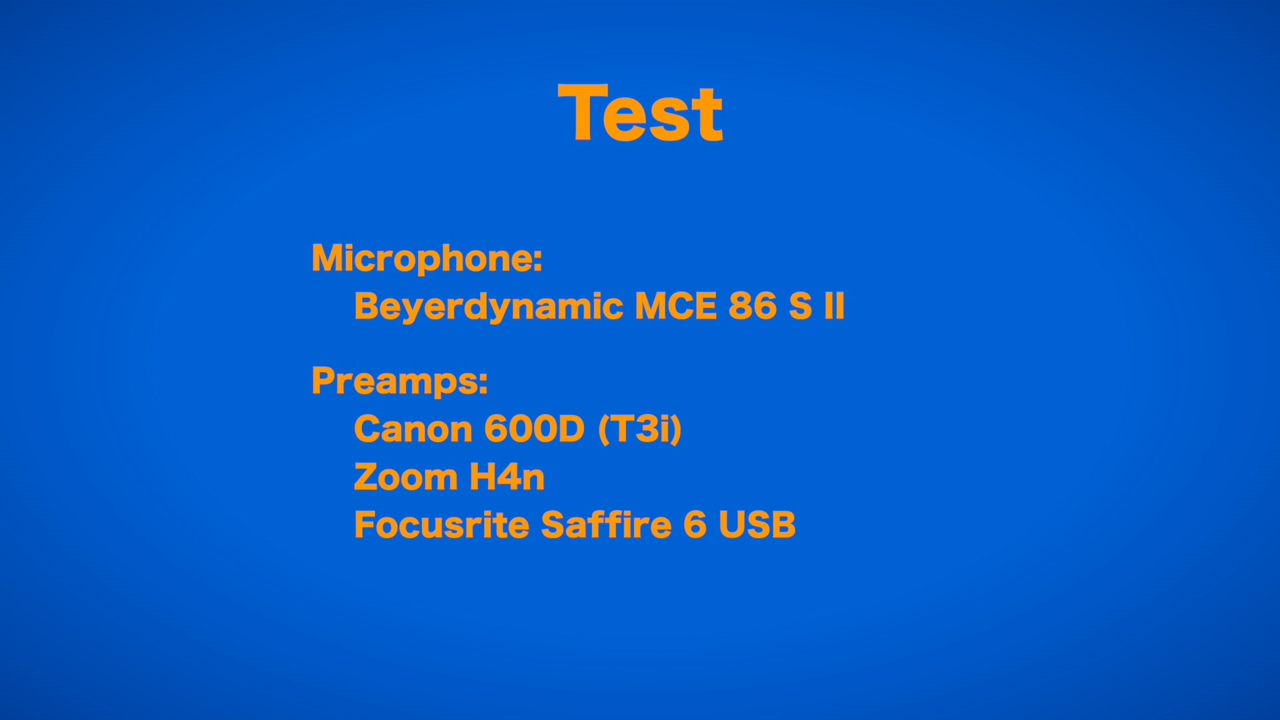 Test
Microphone:
Beyerdynamic MCE 86 S II
Preamps:
Canon 600D (T3i)
Zoom H4n
Focusrite Saffire 6 USB